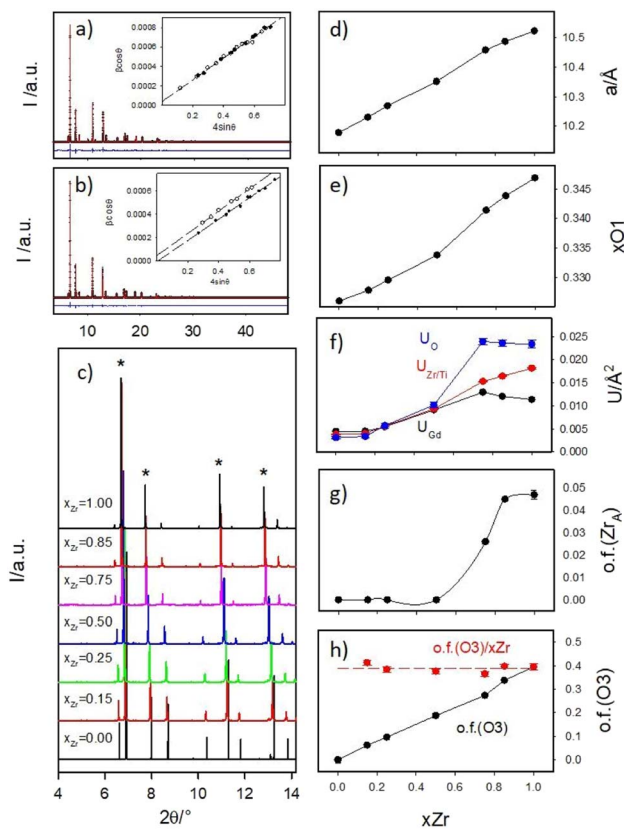 a)
I /a.u.
βcosθ
0.0008
0.0006
0.0004
0.0002
0.0000
0.2 0.4 0.6
4sinθ
b)
I /a.u.
βcosθ
0.0006
0.0004
0.0002
0.0000
0.2 0.4 0.6
4sinθ
10 20 30 40
c)
I/a.u.
* * * *
xZr=1.00
xZr=0.85
xZr=0.75
xZr=0.50
xZr=0.25
xZr=0.15
xZr=0.00
4 6 8 10 12 14
2θ/°
d)
10.5
10.4
10.3
10.2
a/Å
e)
0.345
0.340
0.335
0.330
xO1
f)
UO
UZr/Ti
UGd
0.025
0.020
0.015
0.010
0.005
0.000
U/Å²
g)
0.05
0.04
0.03
0.02
0.01
0.00
o.f.(ZrA)
h)
o.f.(O3)/xZr
o.f.(O3)
0.5
0.4
0.3
0.2
0.1
0.0
o.f.(O3)
0.0 0.2 0.4 0.6 0.8 1.0
xZr